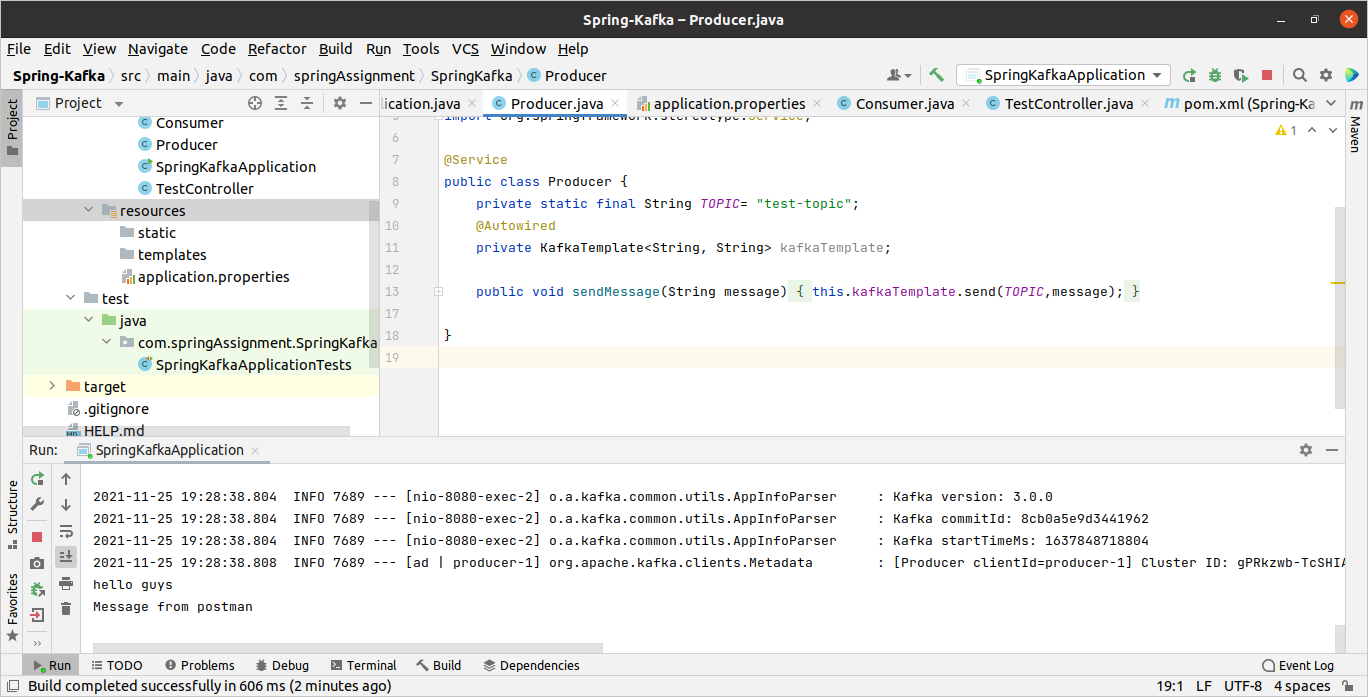 Spring-Kafka – Producer.java
File Edit View Navigate Code Refactor Build Run Tools VCS Window Help
Spring-Kafka src main java com springAssignment SpringKafka Producer
SpringKafkaApplication
Project
lication.java Producer.java application.properties Consumer.java TestController.java pom.xml (Spring-Ka
Project
Structure
Favorites
Maven
Consumer
Producer
SpringKafkaApplication
TestController
resources
static
templates
application.properties
test
java
com.springAssignment.SpringKafka
SpringKafkaApplicationTests
target
.gitignore
HELP.md
5 import org.springframework.stereotype.Service;
1
6
7 @Service
8 public class Producer {
9 private static final String TOPIC= "test-topic";
10 @Autowired
11 private KafkaTemplate<String, String> kafkaTemplate;
12
13 public void sendMessage(String message) { this.kafkaTemplate.send(TOPIC,message); }
17
18 }
19
Run: SpringKafkaApplication
2021-11-25 19:28:38.804 INFO 7689 --- [nio-8080-exec-2] o.a.kafka.common.utils.AppInfoParser : Kafka version: 3.0.0
2021-11-25 19:28:38.804 INFO 7689 --- [nio-8080-exec-2] o.a.kafka.common.utils.AppInfoParser : Kafka commitId: 8cb0a5e9d3441962
2021-11-25 19:28:38.804 INFO 7689 --- [nio-8080-exec-2] o.a.kafka.common.utils.AppInfoParser : Kafka startTimeMs: 1637848718804
2021-11-25 19:28:38.808 INFO 7689 --- [ad | producer-1] org.apache.kafka.clients.Metadata : [Producer clientId=producer-1] Cluster ID: gPRkzwb-TcSHIA
hello guys
Message from postman
Run TODO Problems Debug Terminal Build Dependencies Event Log
Build completed successfully in 606 ms (2 minutes ago) 19:1 LF UTF-8 4 spaces